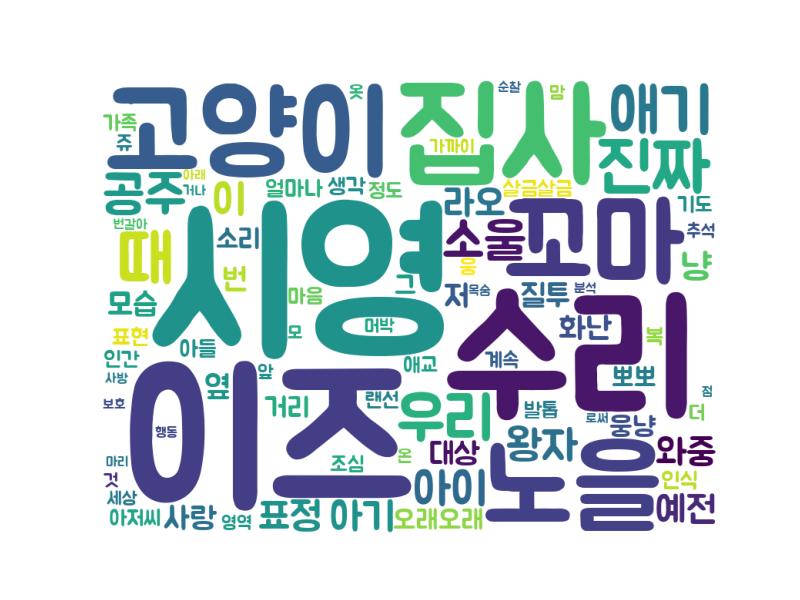 고양이
옷
집사
순찰
맘
애기
가족
쥬
가까이
진짜
아래
공주
거나
이
얼마나
생각
정도
살금살금
라오
기도
번갈아
때
시영
소리
소울
꼬마
추석
웅
냥
번
모습
마음
그
저
목숨
질투
분석
표현
모
머박
화난
복
아들
인간
앞
애교
계속
수리
뽀뽀
사방
옆
이즈
점
보호
거리
랜선
우리
발톱
로써
더
웅냥
행동
왕자
노을
와중
온
대상
마리
조심
것
아이
인식
세상
예전
아저씨
사랑
영역
표정
아기
오래오래